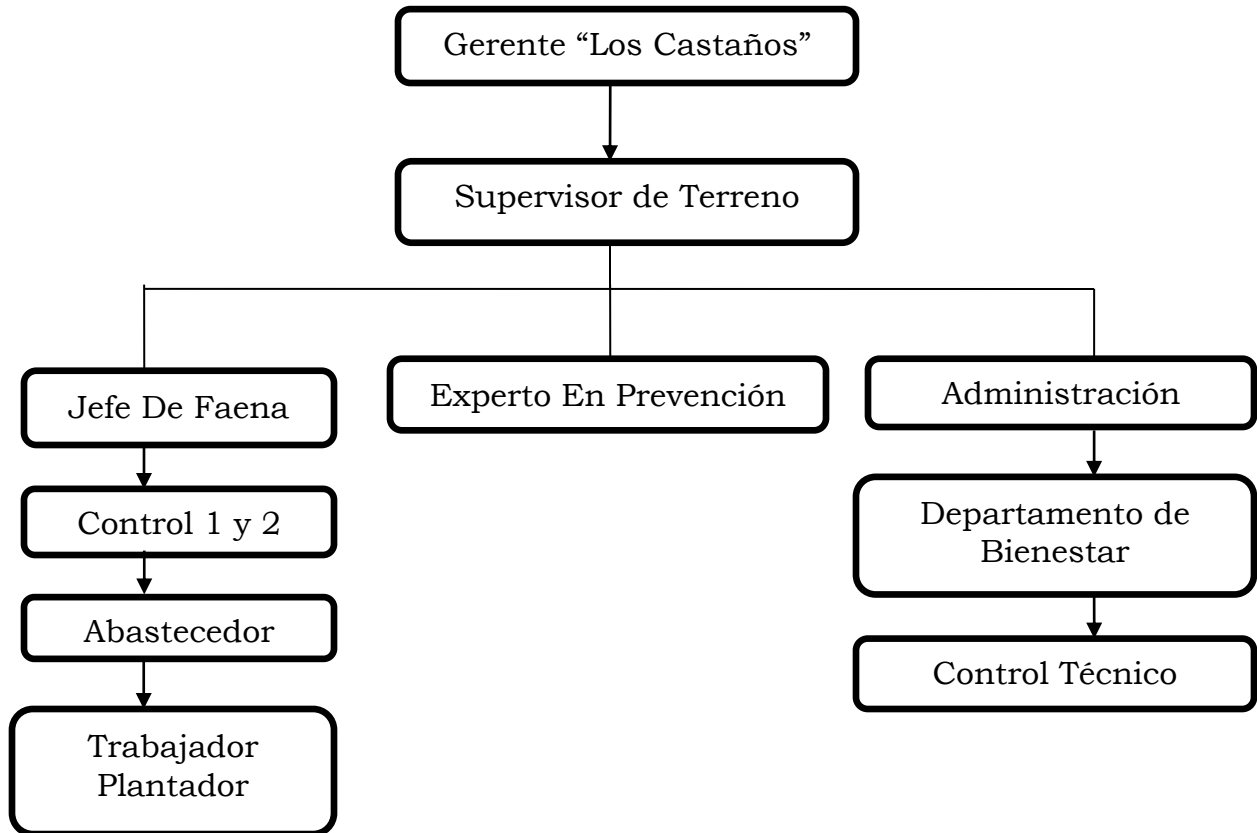 Gerente “Los Castaños”
Supervisor de Terreno
Jefe De Faena
Experto En Prevención
Administración
Control 1 y 2
Departamento de
Bienestar
Abastecedor
Control Técnico
Trabajador
Plantador